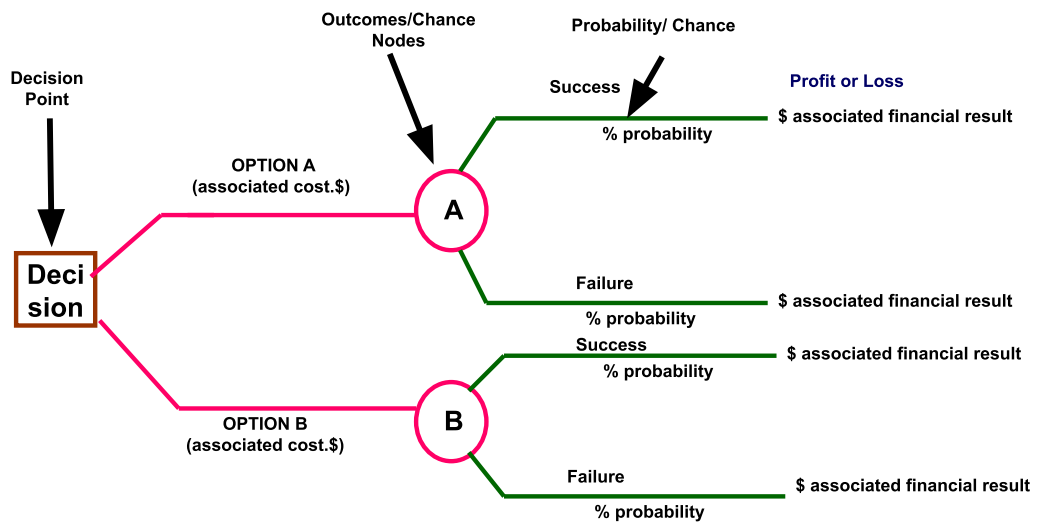 Outcomes/Chance
Nodes
Probability/ Chance
Decision
Point
Success
Profit or Loss
$ associated financial result
% probability
OPTION A
(associated cost.$)
A
Deci
sion
Failure
$ associated financial result
% probability
Success
$ associated financial result
% probability
OPTION B
(associated cost.$)
B
Failure
$ associated financial result
% probability